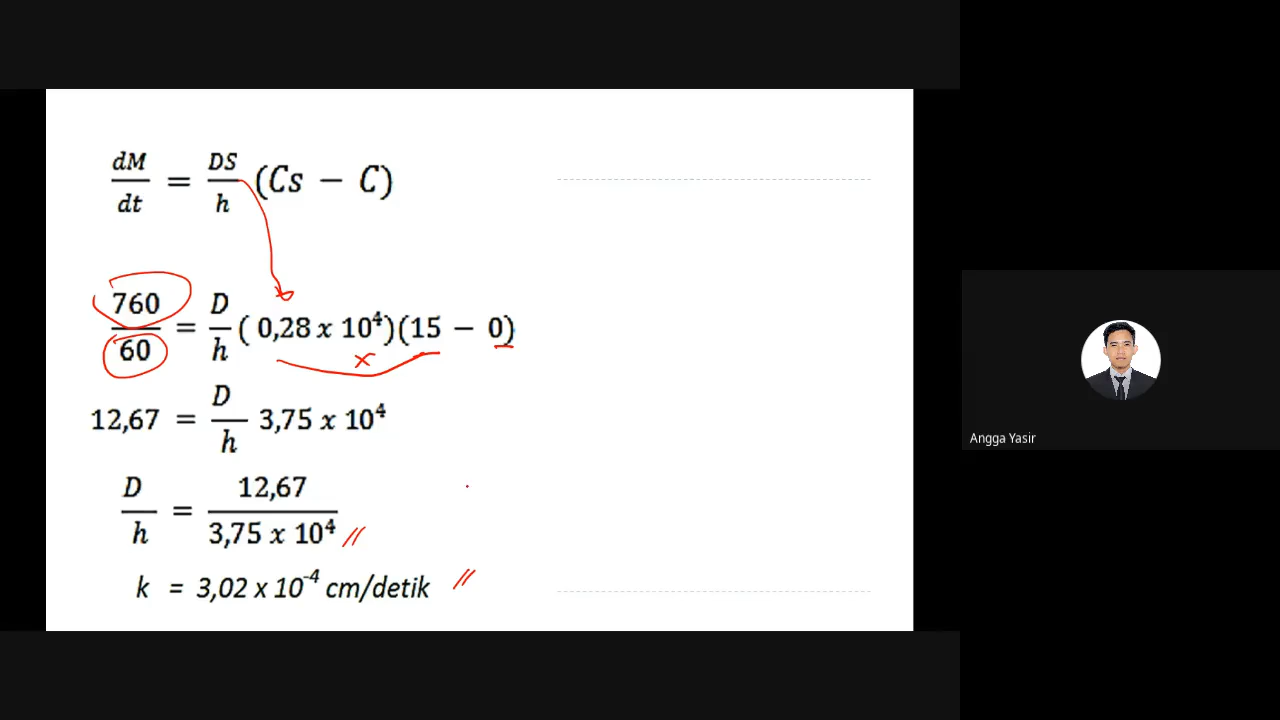 dM/dt = DS/h (Cs − C)
760/60 = D/h ( 0,28 x 10⁴)(15 − 0)
x
12,67 = D/h 3,75 x 10⁴
D/h = 12,67/3,75 x 10⁴
k = 3,02 x 10⁻⁴ cm/detik
Angga Yasir